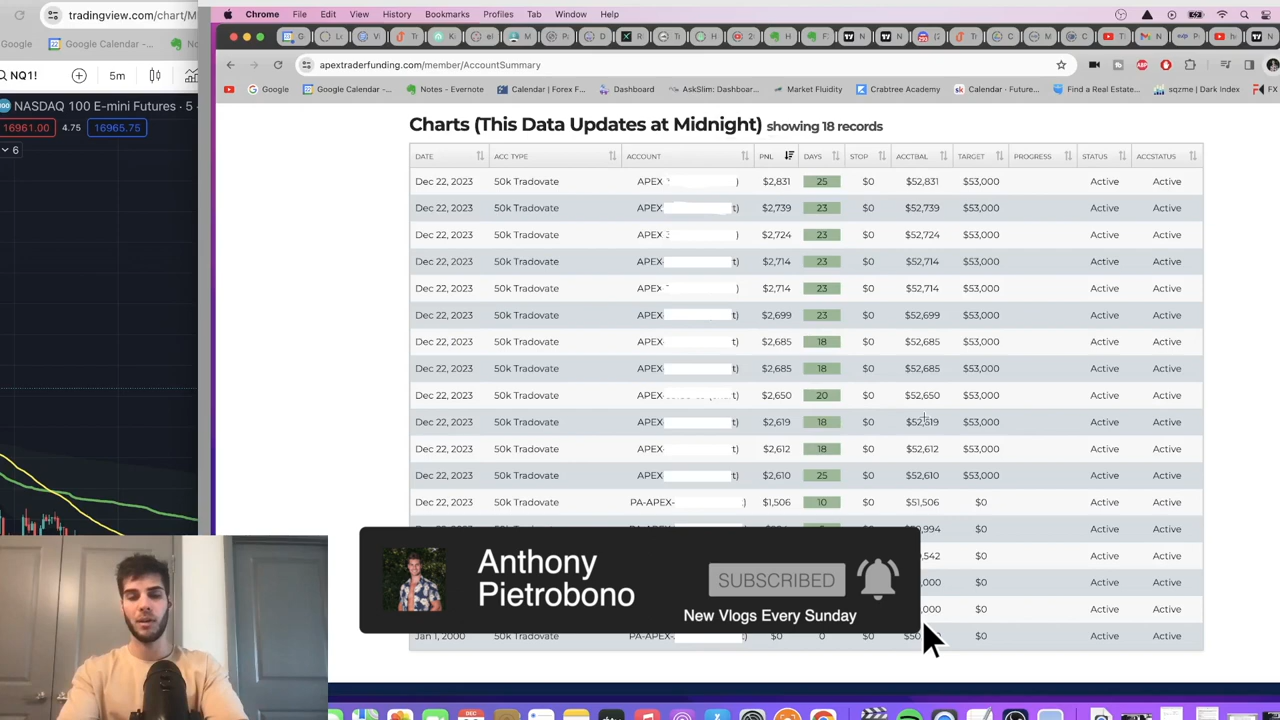 Chrome File Edit View History Bookmarks Profiles Tab Window Help
tradingview.com/chart/M
apextraderfunding.com/member/AccountSummary
Google Google Calendar -...
Google Google Calendar -... Notes - Evernote Calendar | Forex F... Dashboard AskSlim: Dashboar... Market Fluidity Crabtree Academy Calendar · Future... Find a Real Estate... sqzme | Dark Index FX
NQ1! 5m
NASDAQ 100 E-mini Futures · 5
16961.00 4.75 16965.75
6
Charts (This Data Updates at Midnight) showing 18 records
DATE ACC TYPE ACCOUNT PNL DAYS STOP ACCTBAL TARGET PROGRESS STATUS ACCSTATUS
Dec 22, 2023 50k Tradovate APEX ) $2,831 25 $0 $52,831 $53,000 Active Active
Dec 22, 2023 50k Tradovate APEX- t) $2,739 23 $0 $52,739 $53,000 Active Active
Dec 22, 2023 50k Tradovate APEX ) $2,724 23 $0 $52,724 $53,000 Active Active
Dec 22, 2023 50k Tradovate APEX- t) $2,714 23 $0 $52,714 $53,000 Active Active
Dec 22, 2023 50k Tradovate APEX ) $2,714 23 $0 $52,714 $53,000 Active Active
Dec 22, 2023 50k Tradovate APEX- t) $2,699 23 $0 $52,699 $53,000 Active Active
Dec 22, 2023 50k Tradovate APEX- t) $2,685 18 $0 $52,685 $53,000 Active Active
Dec 22, 2023 50k Tradovate APEX- t) $2,685 18 $0 $52,685 $53,000 Active Active
Dec 22, 2023 50k Tradovate APEX- $2,650 20 $0 $52,650 $53,000 Active Active
Dec 22, 2023 50k Tradovate APEX- t) $2,619 18 $0 $52,619 $53,000 Active Active
Dec 22, 2023 50k Tradovate APEX- t) $2,612 18 $0 $52,612 $53,000 Active Active
Dec 22, 2023 50k Tradovate APEX- t) $2,610 25 $0 $52,610 $53,000 Active Active
Dec 22, 2023 50k Tradovate PA-APEX- .) $1,506 10 $0 $51,506 $0 Active Active
,994 $0 Active Active
,542 $0 Active Active
,000 $0 Active Active
,000 $0 Active Active
Jan 1, 2000 50k Tradovate PA-APEX- t) $0 0 $0 $50, $0 Active Active
Anthony
Pietrobono
SUBSCRIBED
New Vlogs Every Sunday